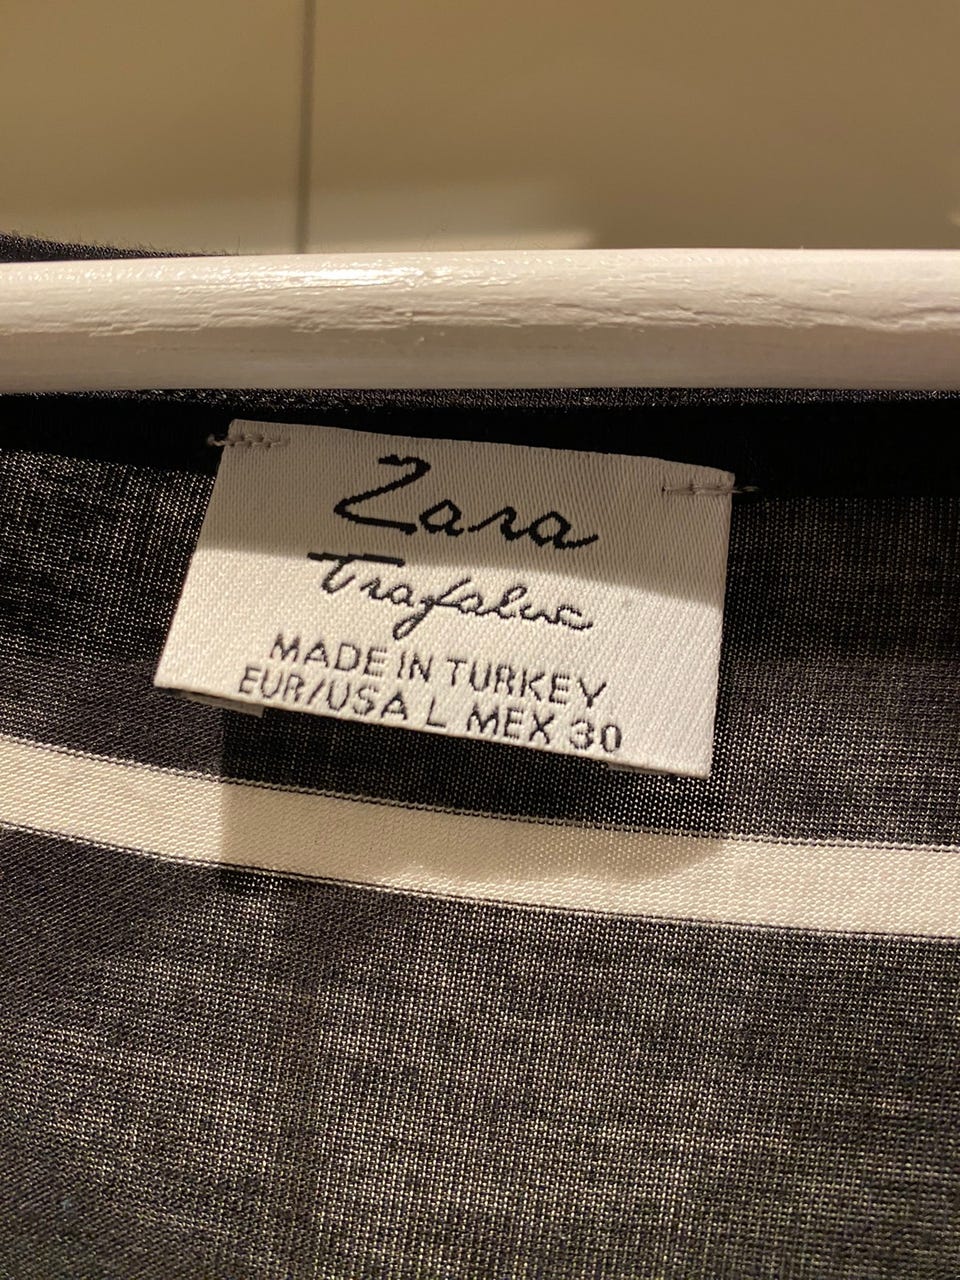 Zara
Trafaluc
MADE IN TURKEY
EUR/USA L MEX 30